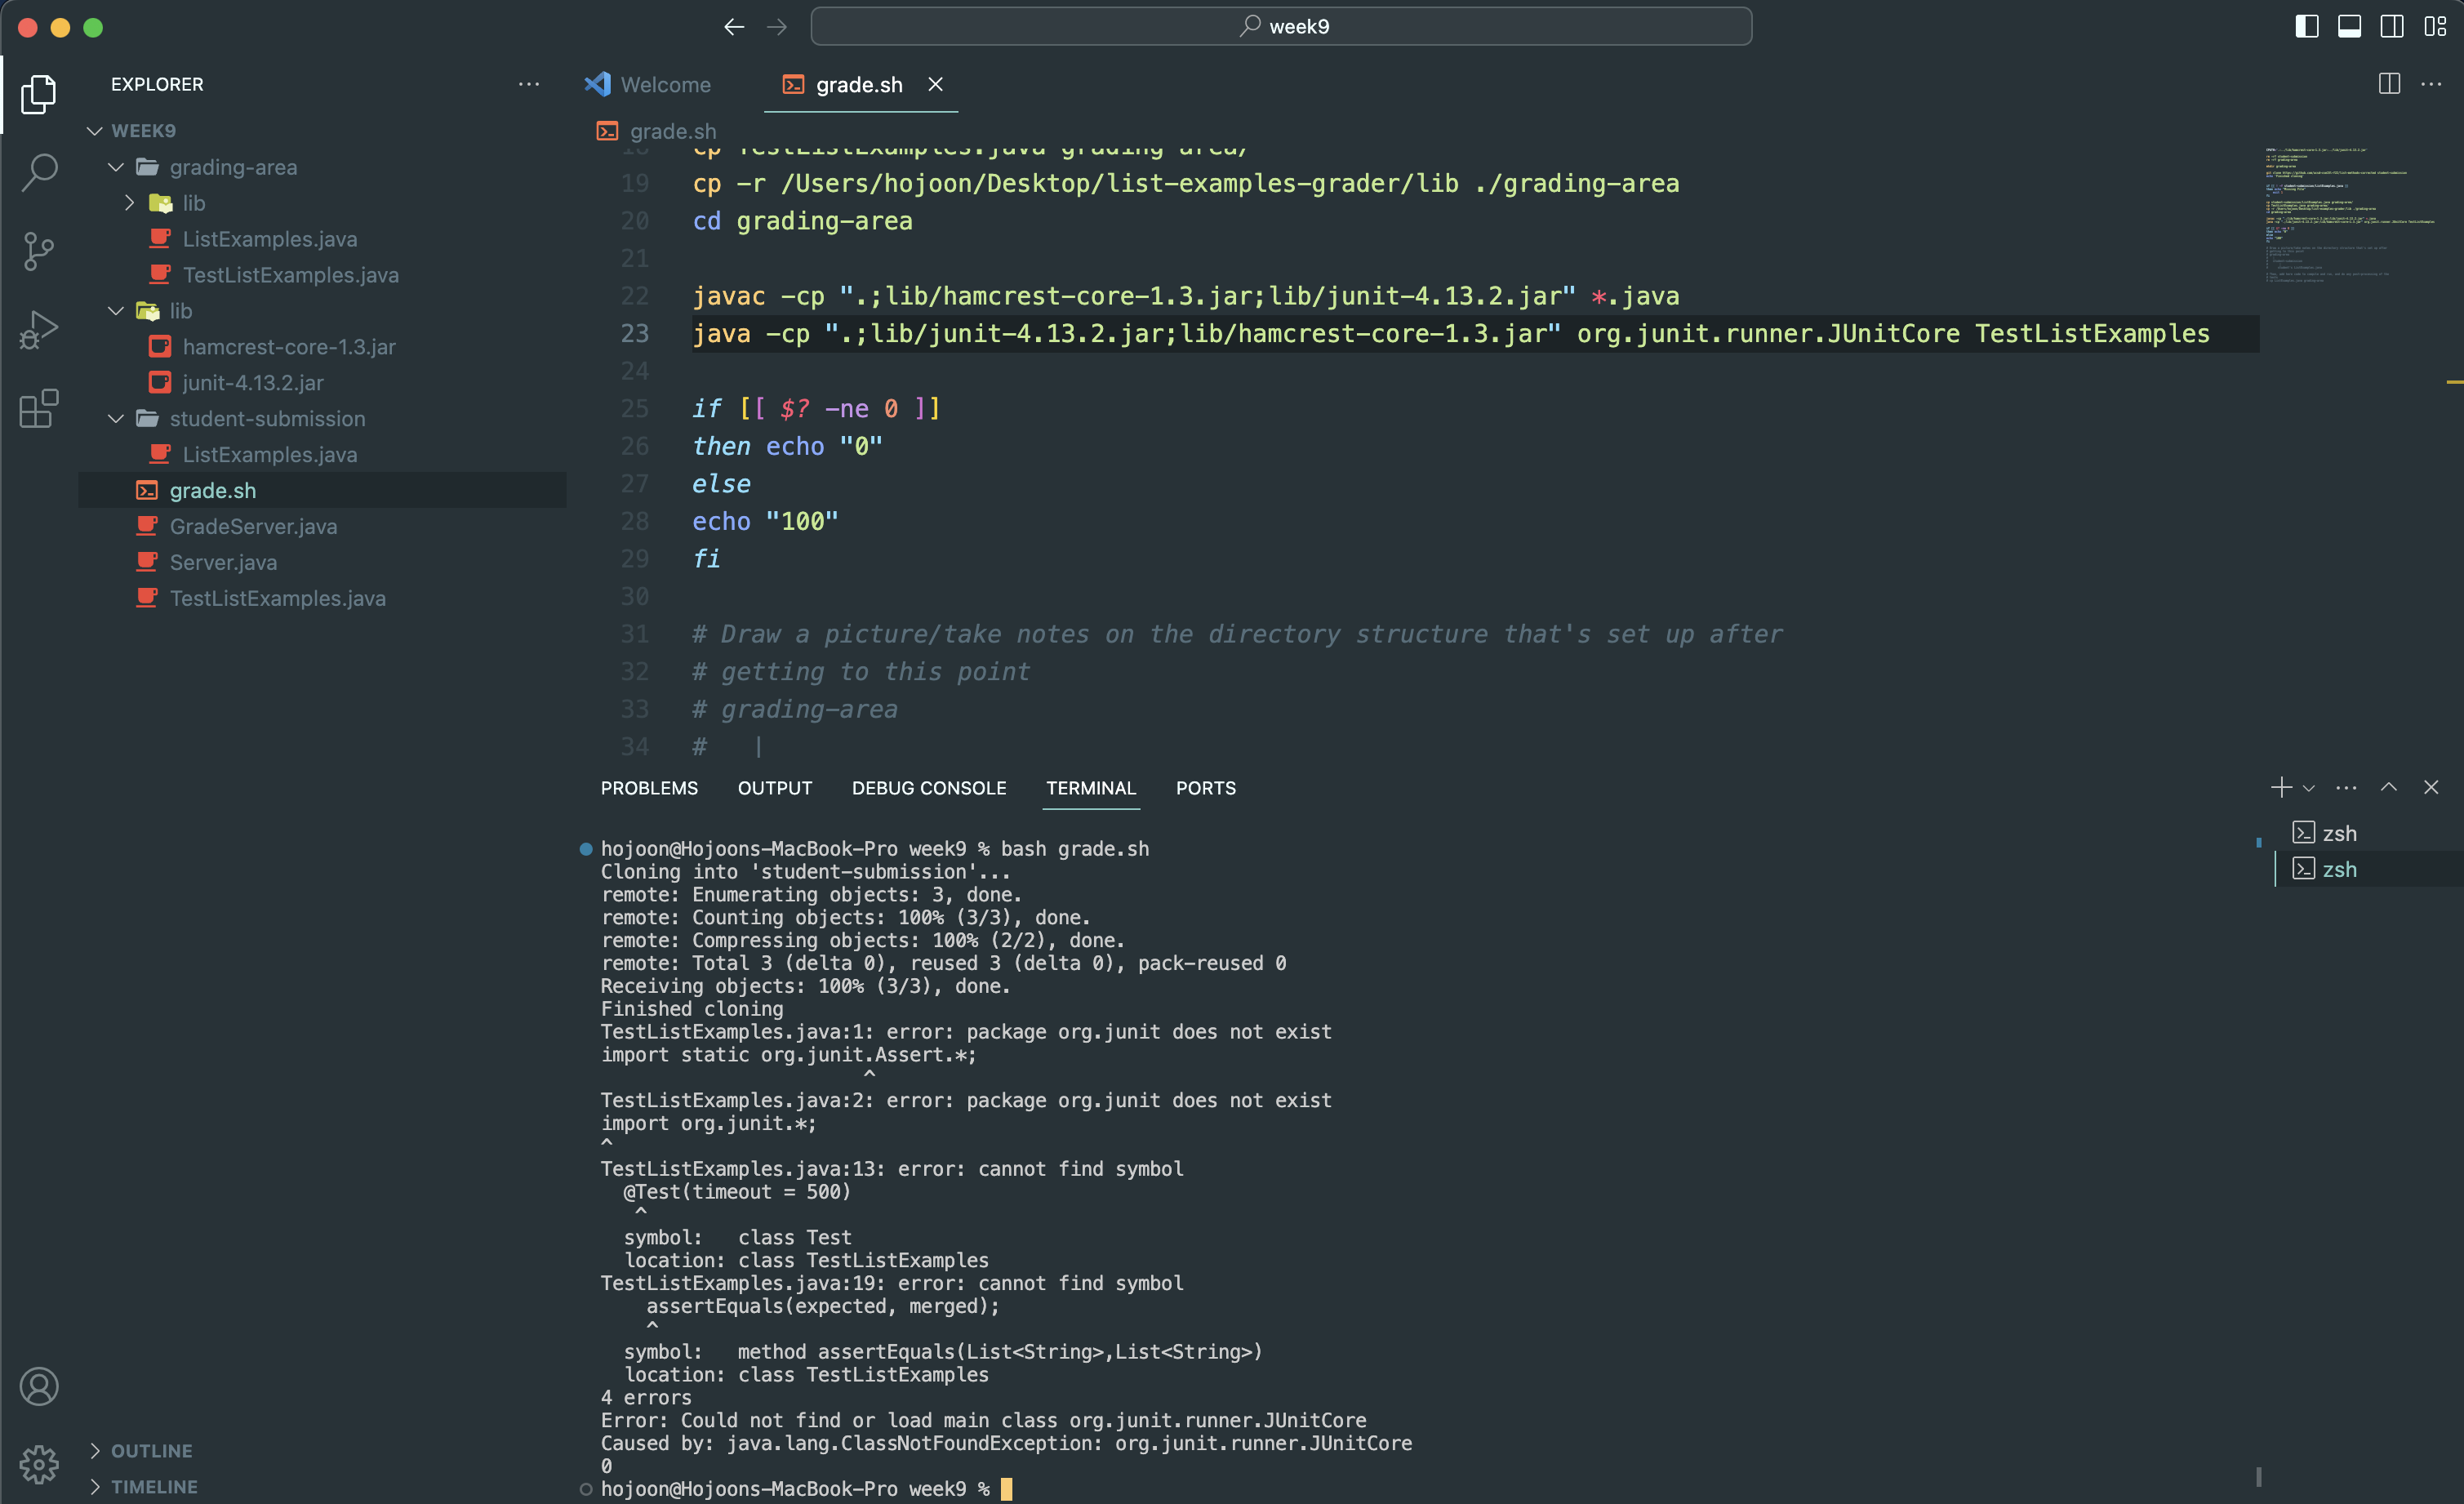 week9
EXPLORER
WEEK9
grading-area
lib
ListExamples.java
TestListExamples.java
lib
hamcrest-core-1.3.jar
junit-4.13.2.jar
student-submission
ListExamples.java
grade.sh
GradeServer.java
Server.java
TestListExamples.java
OUTLINE
TIMELINE
Welcome
grade.sh
grade.sh
18 cp TestListExamples.java grading-area/
19 cp -r /Users/hojoon/Desktop/list-examples-grader/lib ./grading-area
20 cd grading-area
21
22 javac -cp ".;lib/hamcrest-core-1.3.jar;lib/junit-4.13.2.jar" *.java
23 java -cp ".;lib/junit-4.13.2.jar;lib/hamcrest-core-1.3.jar" org.junit.runner.JUnitCore TestListExamples
24
25 if [[ $? -ne 0 ]]
26 then echo "0"
27 else
28 echo "100"
29 fi
30
31 # Draw a picture/take notes on the directory structure that's set up after
32 # getting to this point
33 # grading-area
34 #   |
PROBLEMS OUTPUT DEBUG CONSOLE TERMINAL PORTS
zsh
zsh
hojoon@Hojoons-MacBook-Pro week9 % bash grade.sh
Cloning into 'student-submission'...
remote: Enumerating objects: 3, done.
remote: Counting objects: 100% (3/3), done.
remote: Compressing objects: 100% (2/2), done.
remote: Total 3 (delta 0), reused 3 (delta 0), pack-reused 0
Receiving objects: 100% (3/3), done.
Finished cloning
TestListExamples.java:1: error: package org.junit does not exist
import static org.junit.Assert.*;
^
TestListExamples.java:2: error: package org.junit does not exist
import org.junit.*;
^
TestListExamples.java:13: error: cannot find symbol
@Test(timeout = 500)
^
symbol:   class Test
location: class TestListExamples
TestListExamples.java:19: error: cannot find symbol
assertEquals(expected, merged);
^
symbol:   method assertEquals(List<String>,List<String>)
location: class TestListExamples
4 errors
Error: Could not find or load main class org.junit.runner.JUnitCore
Caused by: java.lang.ClassNotFoundException: org.junit.runner.JUnitCore
0
hojoon@Hojoons-MacBook-Pro week9 %